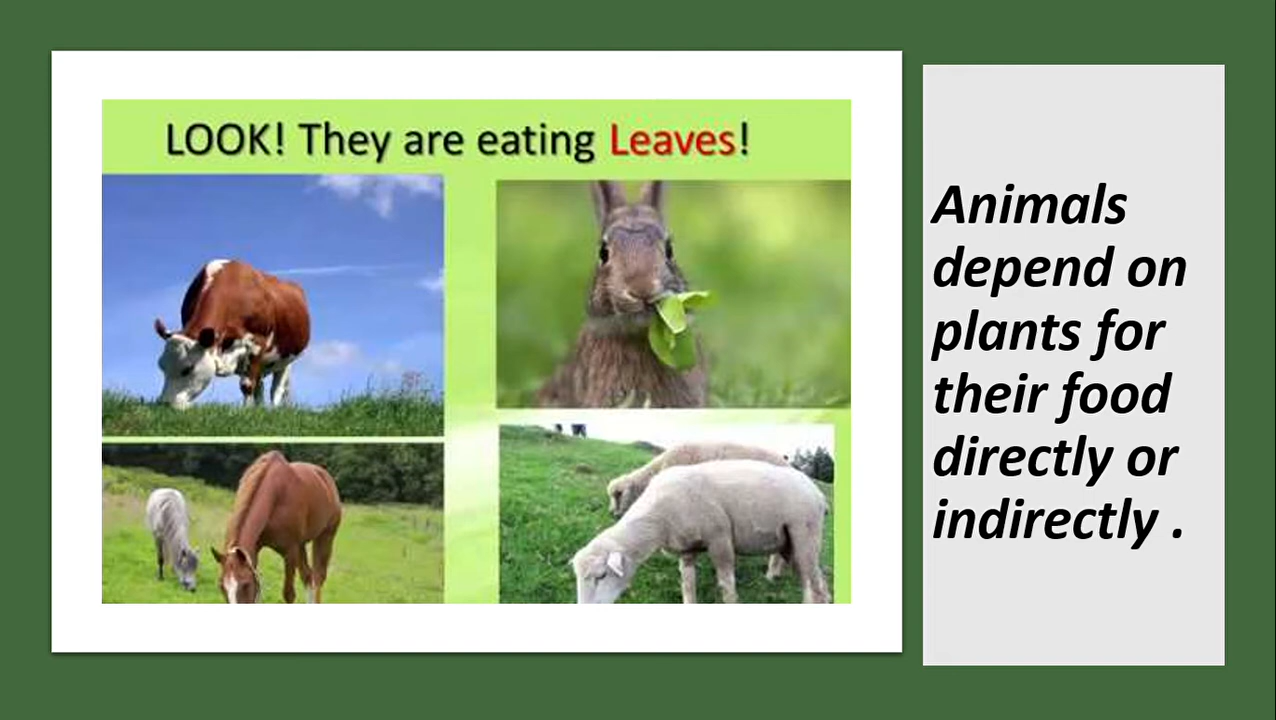 LOOK! They are eating Leaves!
Animals
depend on
plants for
their food
directly or
indirectly .